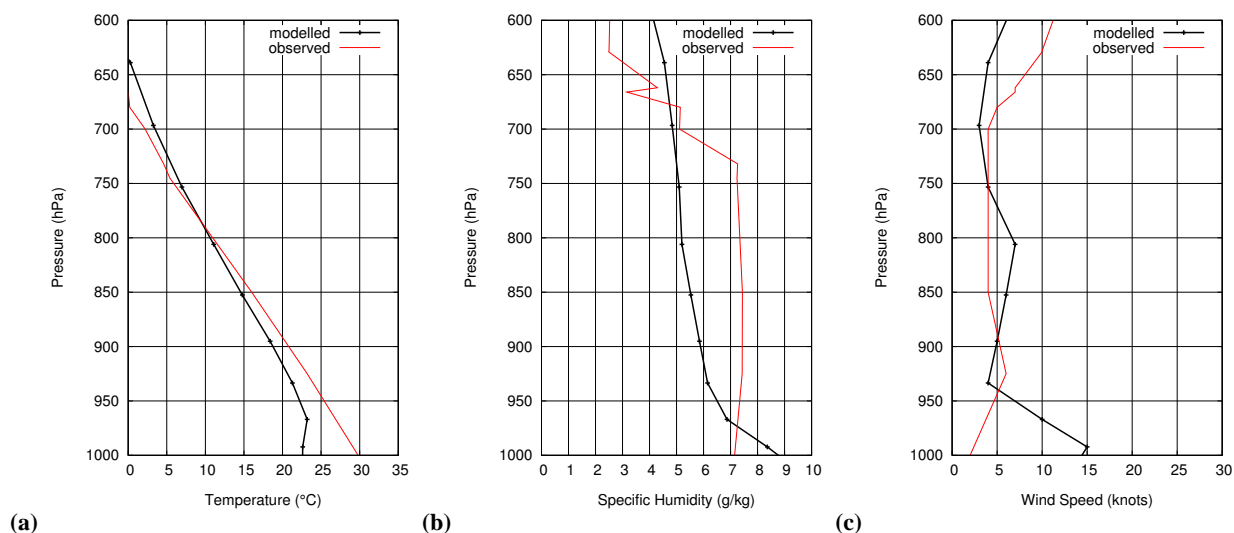 600
650
700
750
800
850
900
950
1000
0 5 10 15 20 25 30 35
Pressure (hPa)
Temperature (°C)
modelled
observed
(a)
600
650
700
750
800
850
900
950
1000
0 1 2 3 4 5 6 7 8 9 10
Pressure (hPa)
Specific Humidity (g/kg)
modelled
observed
(b)
600
650
700
750
800
850
900
950
1000
0 5 10 15 20 25 30
Pressure (hPa)
Wind Speed (knots)
modelled
observed
(c)